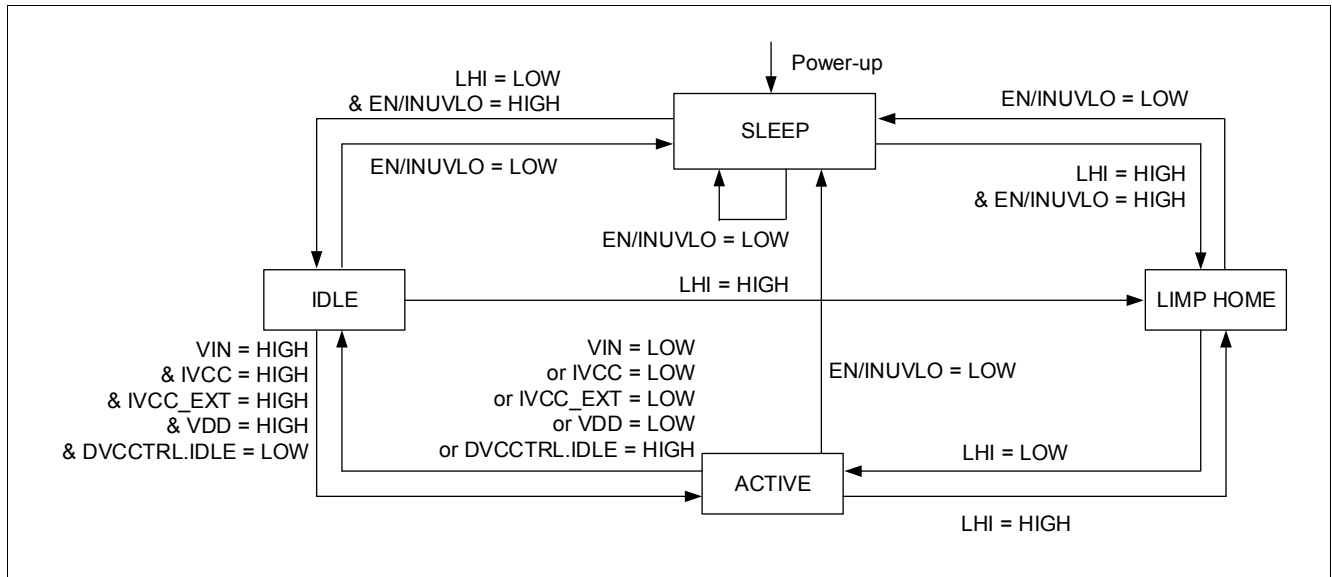 Power-up
LHI = LOW
& EN/INUVLO = HIGH
EN/INUVLO = LOW
SLEEP
EN/INUVLO = LOW
LHI = HIGH
& EN/INUVLO = HIGH
EN/INUVLO = LOW
IDLE
LHI = HIGH
LIMP HOME
VIN = HIGH
& IVCC = HIGH
& IVCC_EXT = HIGH
& VDD = HIGH
& DVCCTRL.IDLE = LOW
VIN = LOW
or IVCC = LOW
or IVCC_EXT = LOW
or VDD = LOW
or DVCCTRL.IDLE = HIGH
EN/INUVLO = LOW
LHI = LOW
ACTIVE
LHI = HIGH